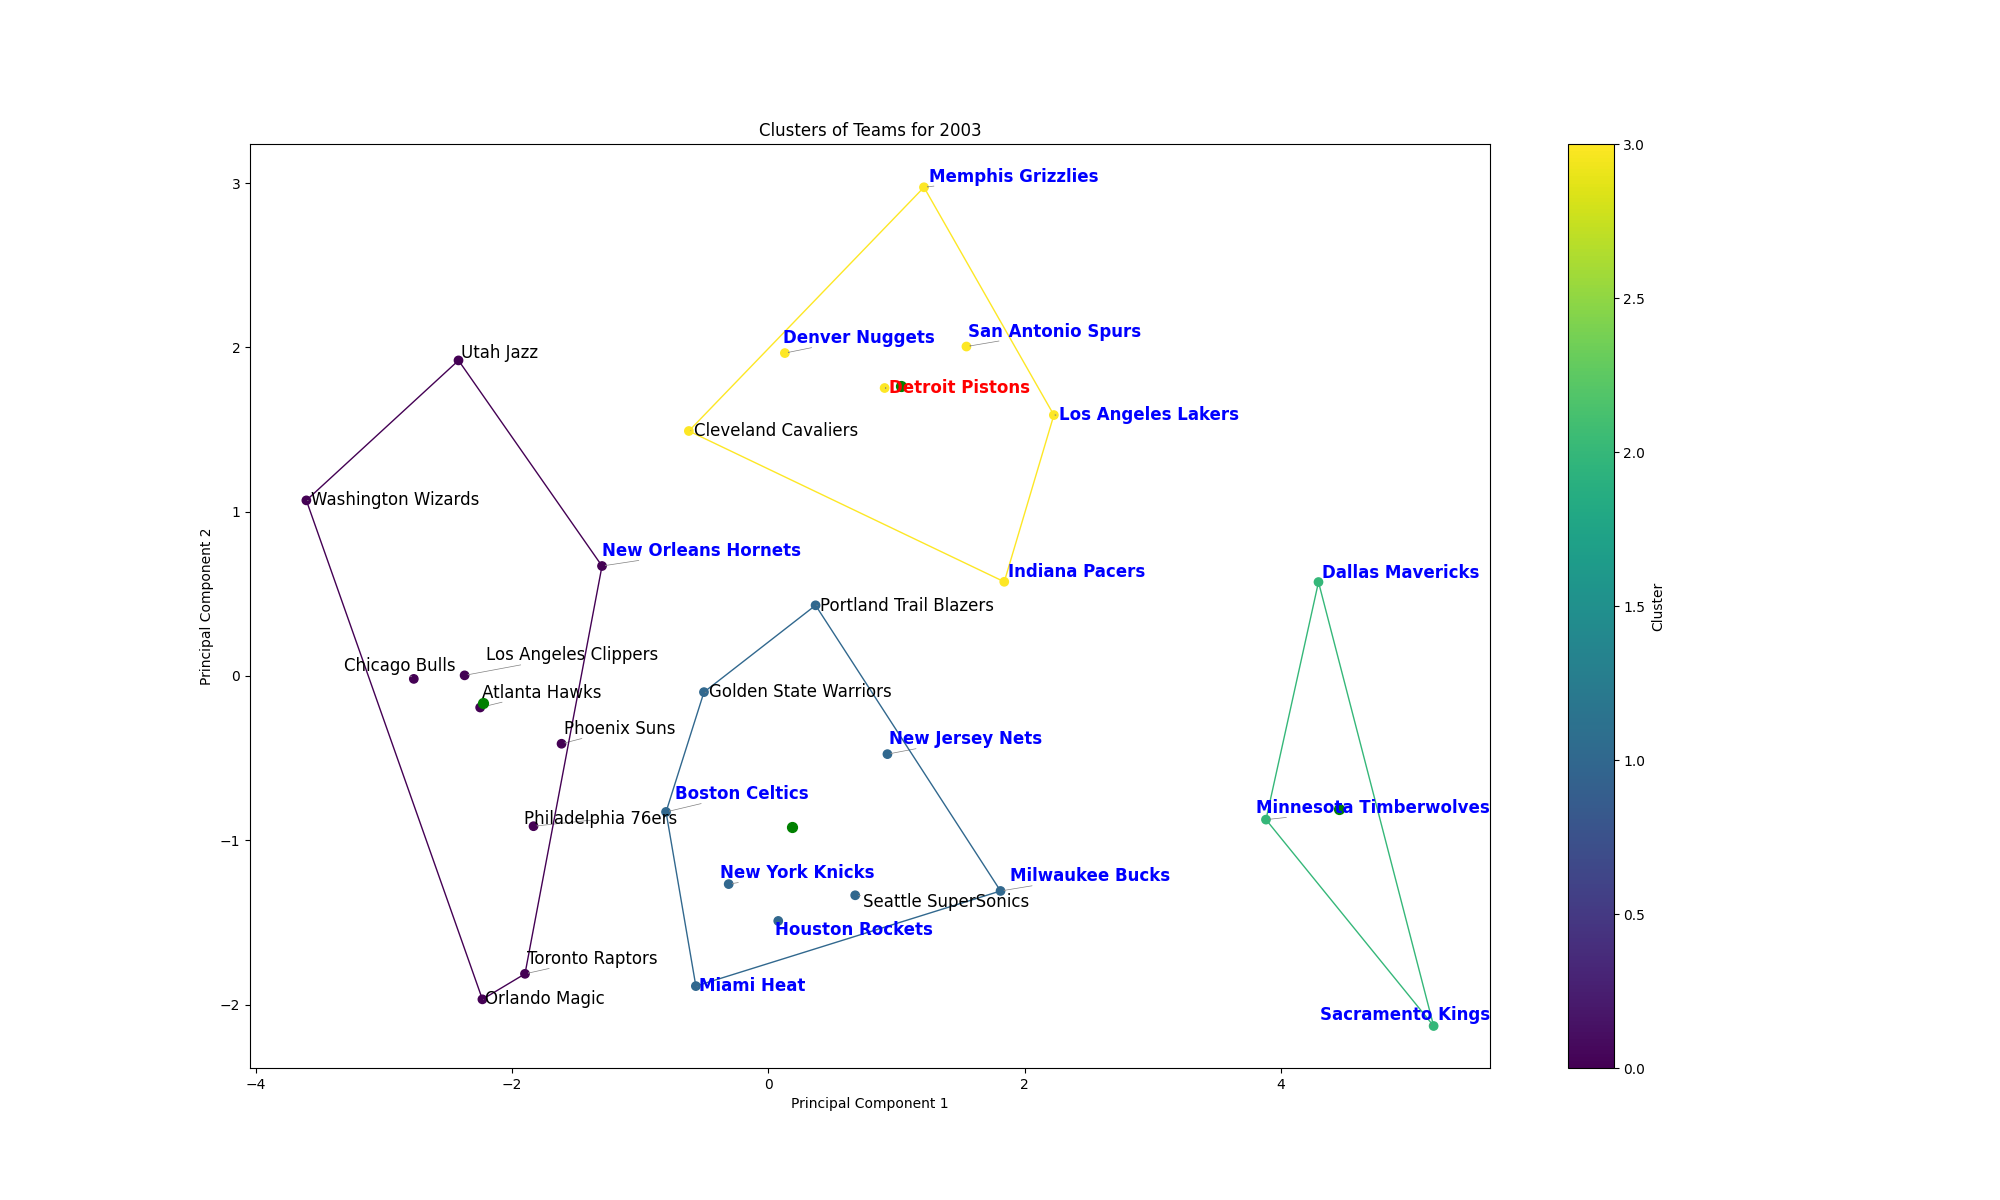 Clusters of Teams for 2003
Memphis Grizzlies
San Antonio Spurs
Denver Nuggets
Utah Jazz
Detroit Pistons
Los Angeles Lakers
Cleveland Cavaliers
Washington Wizards
New Orleans Hornets
Indiana Pacers
Dallas Mavericks
Portland Trail Blazers
Los Angeles Clippers
Chicago Bulls
Atlanta Hawks
Golden State Warriors
Phoenix Suns
New Jersey Nets
Boston Celtics
Minnesota Timberwolves
Philadelphia 76ers
New York Knicks
Milwaukee Bucks
Seattle SuperSonics
Houston Rockets
Toronto Raptors
Miami Heat
Orlando Magic
Sacramento Kings
3
2
1
0
−1
−2
Principal Component 2
−4
−2
0
2
4
Principal Component 1
3.0
2.5
2.0
1.5
1.0
0.5
0.0
Cluster